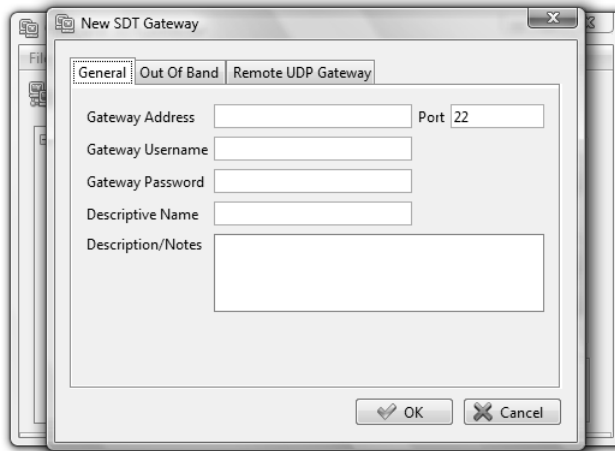 New SDT Gateway
File
General Out Of Band Remote UDP Gateway
Gateway Address Port 22
Gateway Username
Gateway Password
Descriptive Name
Description/Notes
OK Cancel